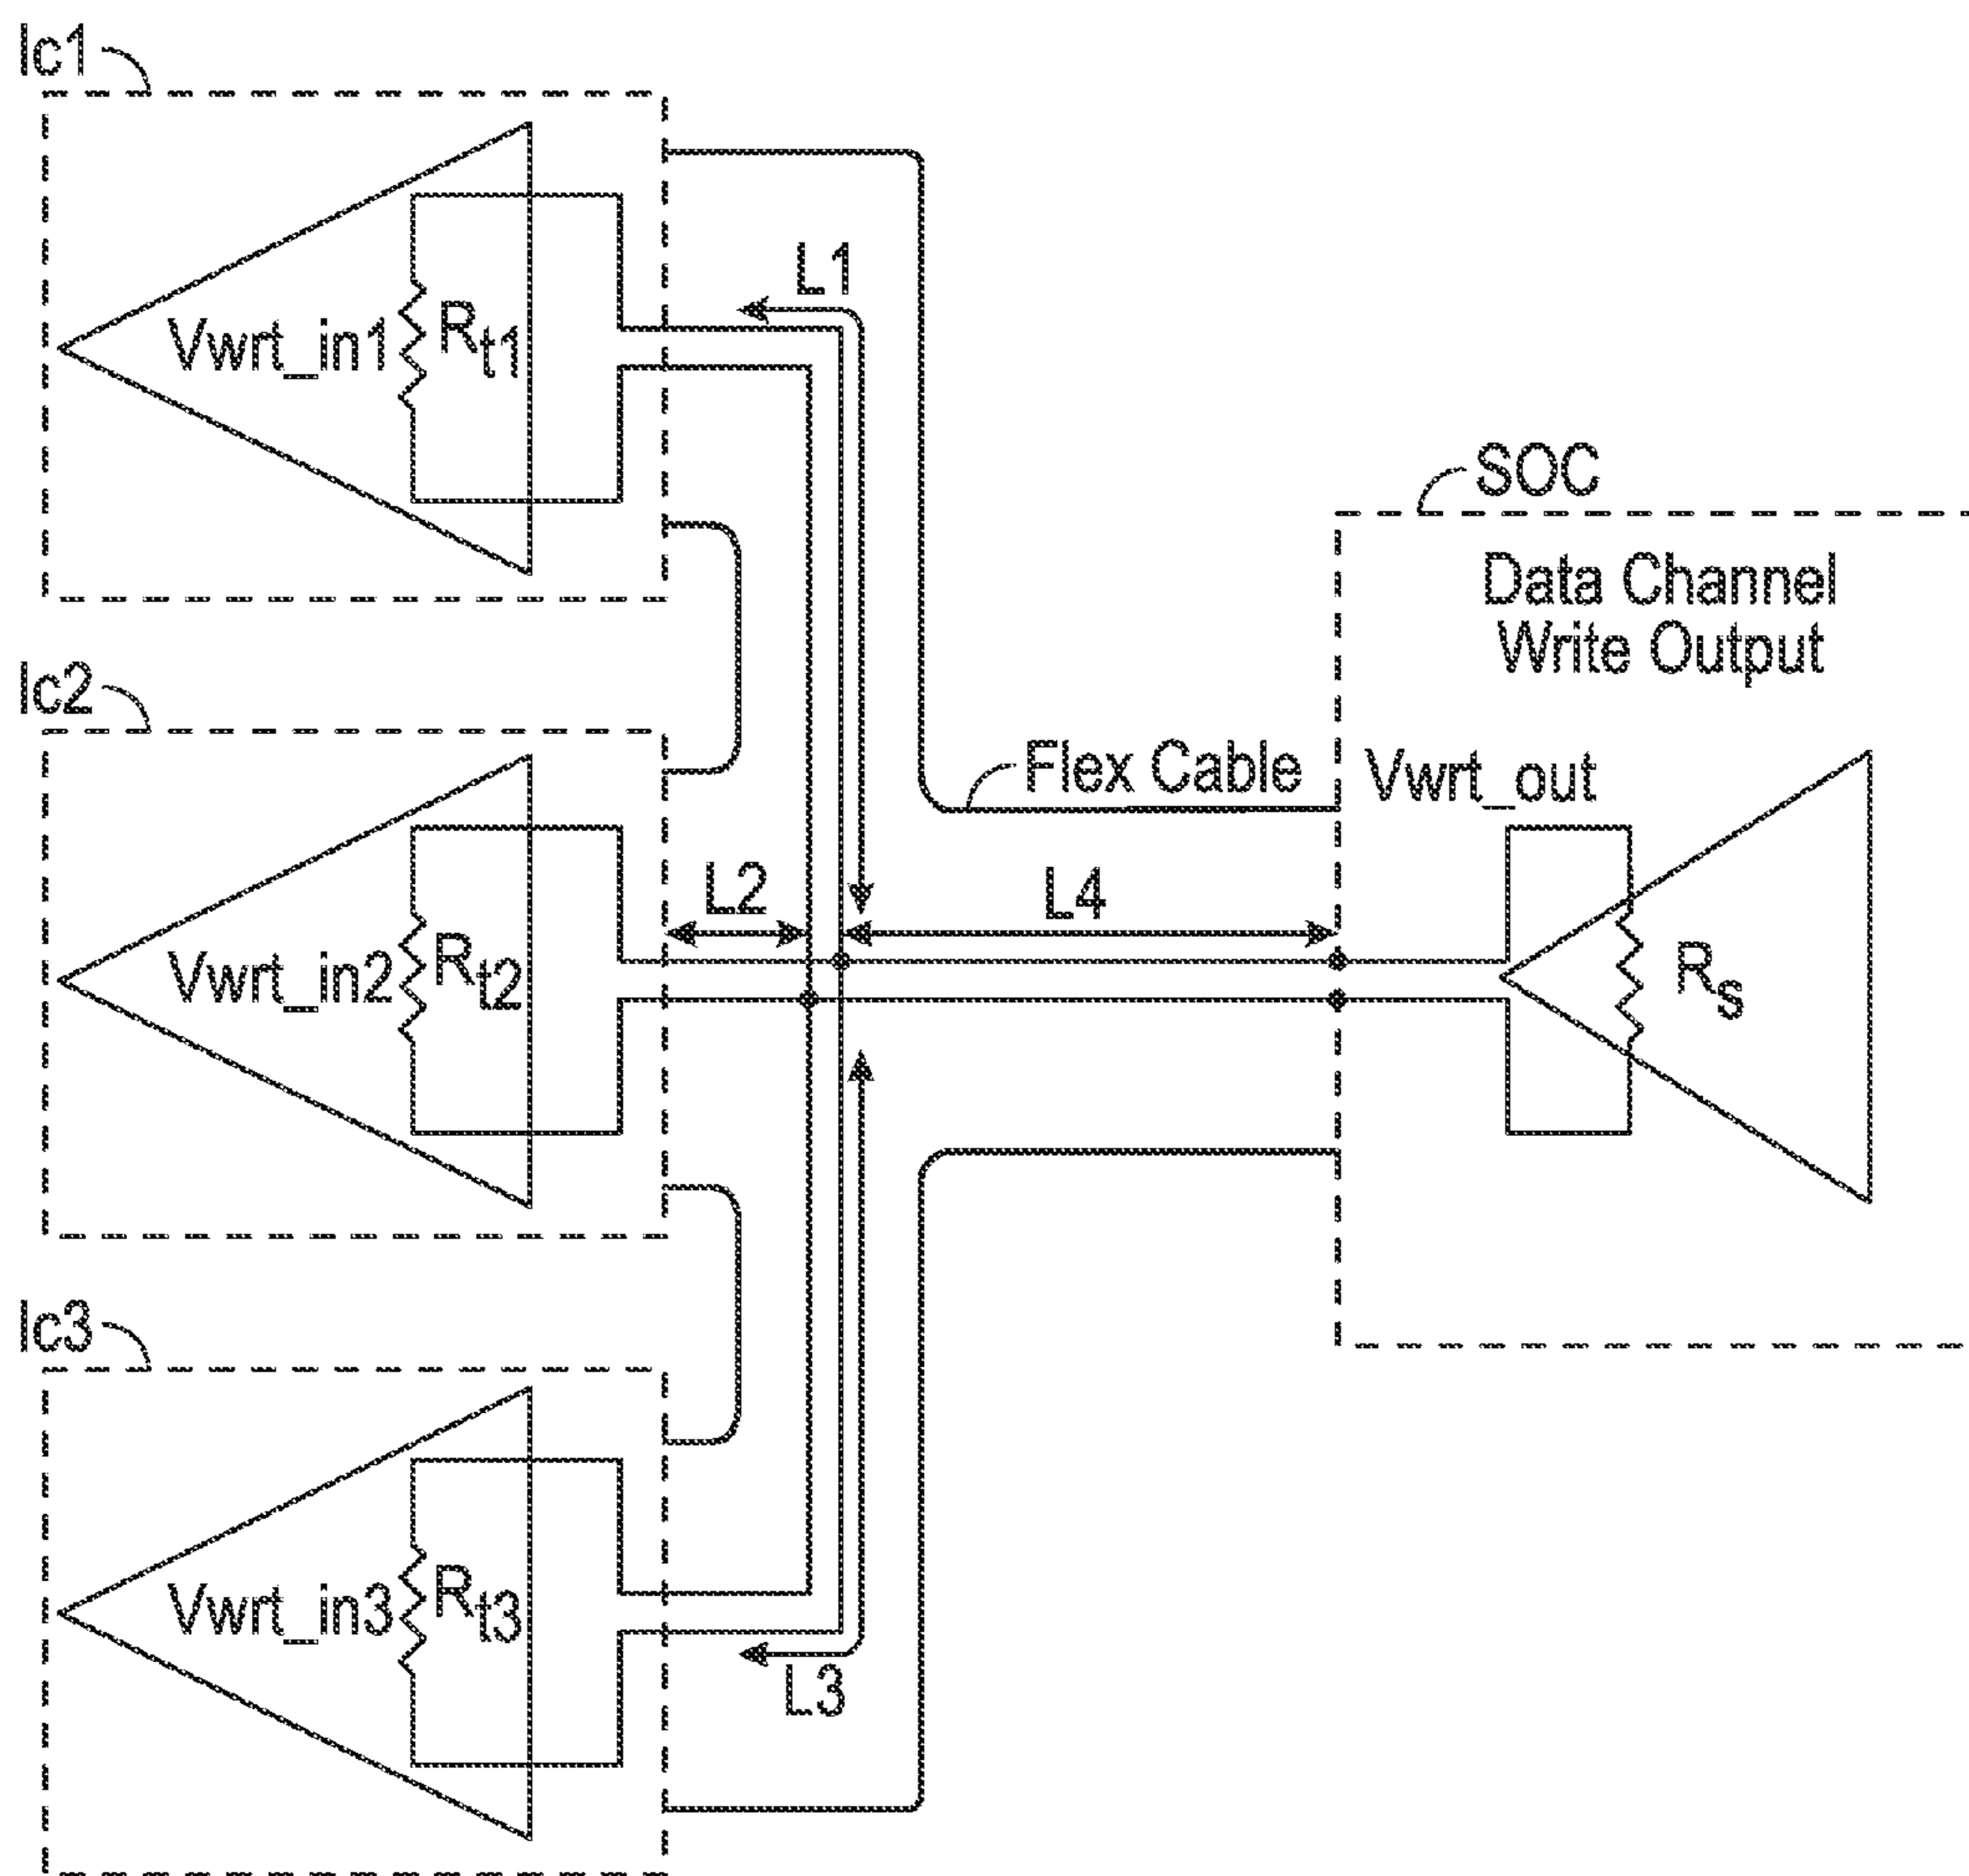 Ic1
L1
Vwrt_in1
Rt1
SOC
Data Channel
Write Output
Ic2
Flex Cable
Vwrt_out
L2
L4
Vwrt_in2
Rt2
Rs
Ic3
Vwrt_in3
Rt3
L3